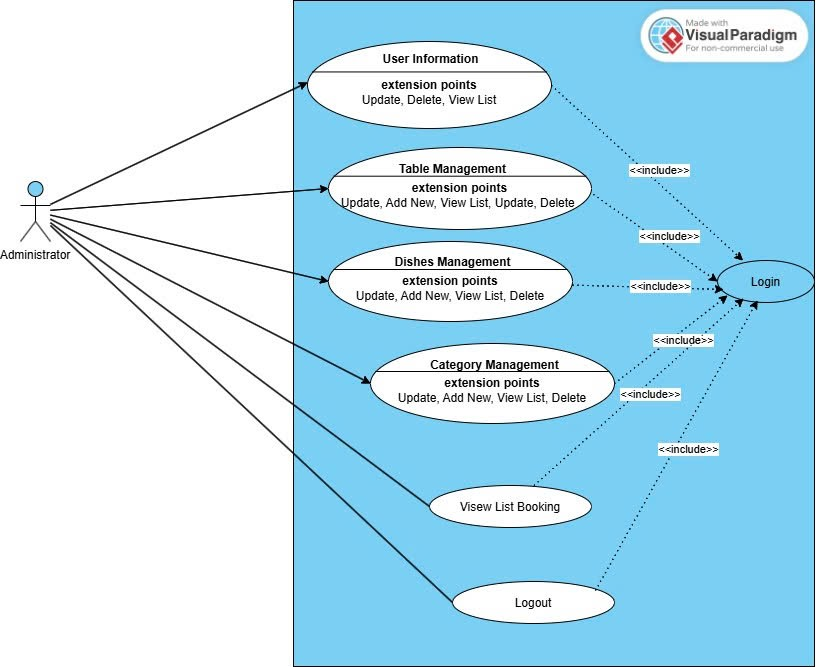 Made with
VisualParadigm
For non-commercial use
User Information
extension points
Update, Delete, View List
<<include>>
Table Management
extension points
Update, Add New, View List, Update, Delete
<<include>>
Administrator
Dishes Management
extension points
Update, Add New, View List, Delete
<<include>>
Login
Category Management
extension points
Update, Add New, View List, Delete
<<include>>
<<include>>
<<include>>
Visew List Booking
Logout